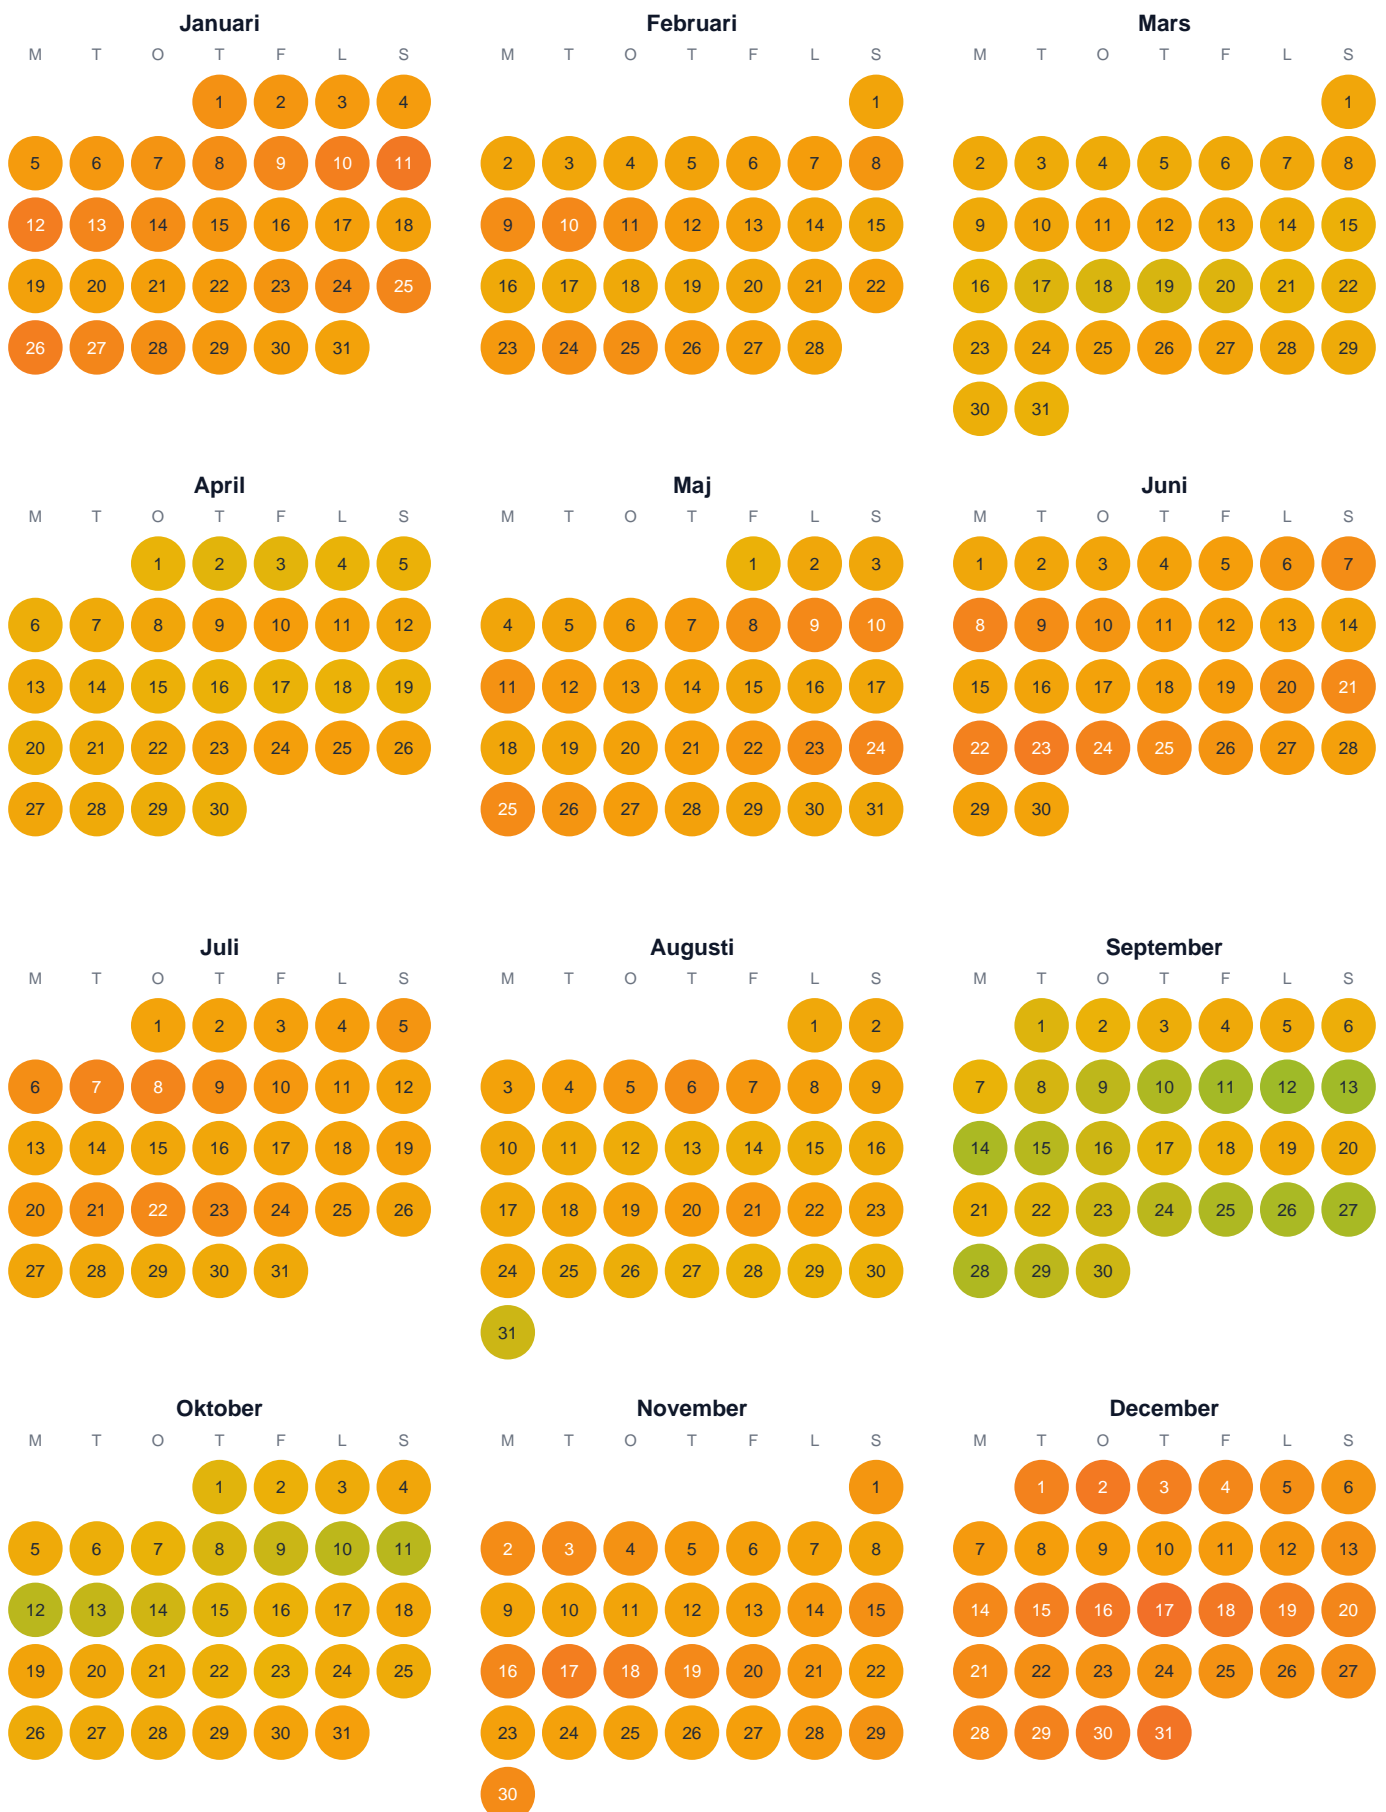 Januari Februari Mars
M T O T F L S M T O T F L S M T O T F L S
1 2 3 4 1 1
5 6 7 8 9 10 11 2 3 4 5 6 7 8 2 3 4 5 6 7 8
12 13 14 15 16 17 18 9 10 11 12 13 14 15 9 10 11 12 13 14 15
19 20 21 22 23 24 25 16 17 18 19 20 21 22 16 17 18 19 20 21 22
26 27 28 29 30 31 23 24 25 26 27 28 23 24 25 26 27 28 29
30 31
April Maj Juni
M T O T F L S M T O T F L S M T O T F L S
1 2 3 4 5 1 2 3 1 2 3 4 5 6 7
6 7 8 9 10 11 12 4 5 6 7 8 9 10 8 9 10 11 12 13 14
13 14 15 16 17 18 19 11 12 13 14 15 16 17 15 16 17 18 19 20 21
20 21 22 23 24 25 26 18 19 20 21 22 23 24 22 23 24 25 26 27 28
27 28 29 30 25 26 27 28 29 30 31 29 30
Juli Augusti September
M T O T F L S M T O T F L S M T O T F L S
1 2 3 4 5 1 2 1 2 3 4 5 6
6 7 8 9 10 11 12 3 4 5 6 7 8 9 7 8 9 10 11 12 13
13 14 15 16 17 18 19 10 11 12 13 14 15 16 14 15 16 17 18 19 20
20 21 22 23 24 25 26 17 18 19 20 21 22 23 21 22 23 24 25 26 27
27 28 29 30 31 24 25 26 27 28 29 30 28 29 30
31
Oktober November December
M T O T F L S M T O T F L S M T O T F L S
1 2 3 4 1 1 2 3 4 5 6
5 6 7 8 9 10 11 2 3 4 5 6 7 8 7 8 9 10 11 12 13
12 13 14 15 16 17 18 9 10 11 12 13 14 15 14 15 16 17 18 19 20
19 20 21 22 23 24 25 16 17 18 19 20 21 22 21 22 23 24 25 26 27
26 27 28 29 30 31 23 24 25 26 27 28 29 28 29 30 31
30